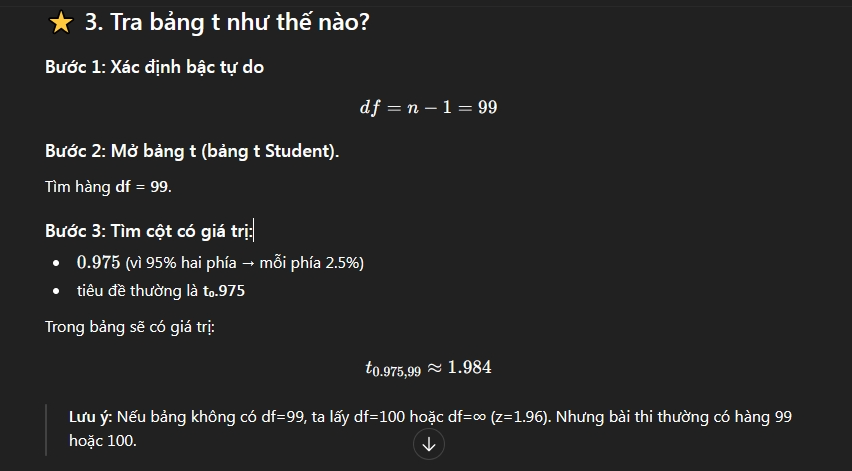 ⭐ 3. Tra bảng t như thế nào?
Bước 1: Xác định bậc tự do
df = n − 1 = 99
Bước 2: Mở bảng t (bảng t Student).
Tìm hàng df = 99.
Bước 3: Tìm cột có giá trị:
• 0.975 (vì 95% hai phía → mỗi phía 2.5%)
• tiêu đề thường là t₀.975
Trong bảng sẽ có giá trị:
t₀.₉₇₅,₉₉ ≈ 1.984
Lưu ý: Nếu bảng không có df=99, ta lấy df=100 hoặc df=∞ (z=1.96). Nhưng bài thi thường có hàng 99
hoặc 100.